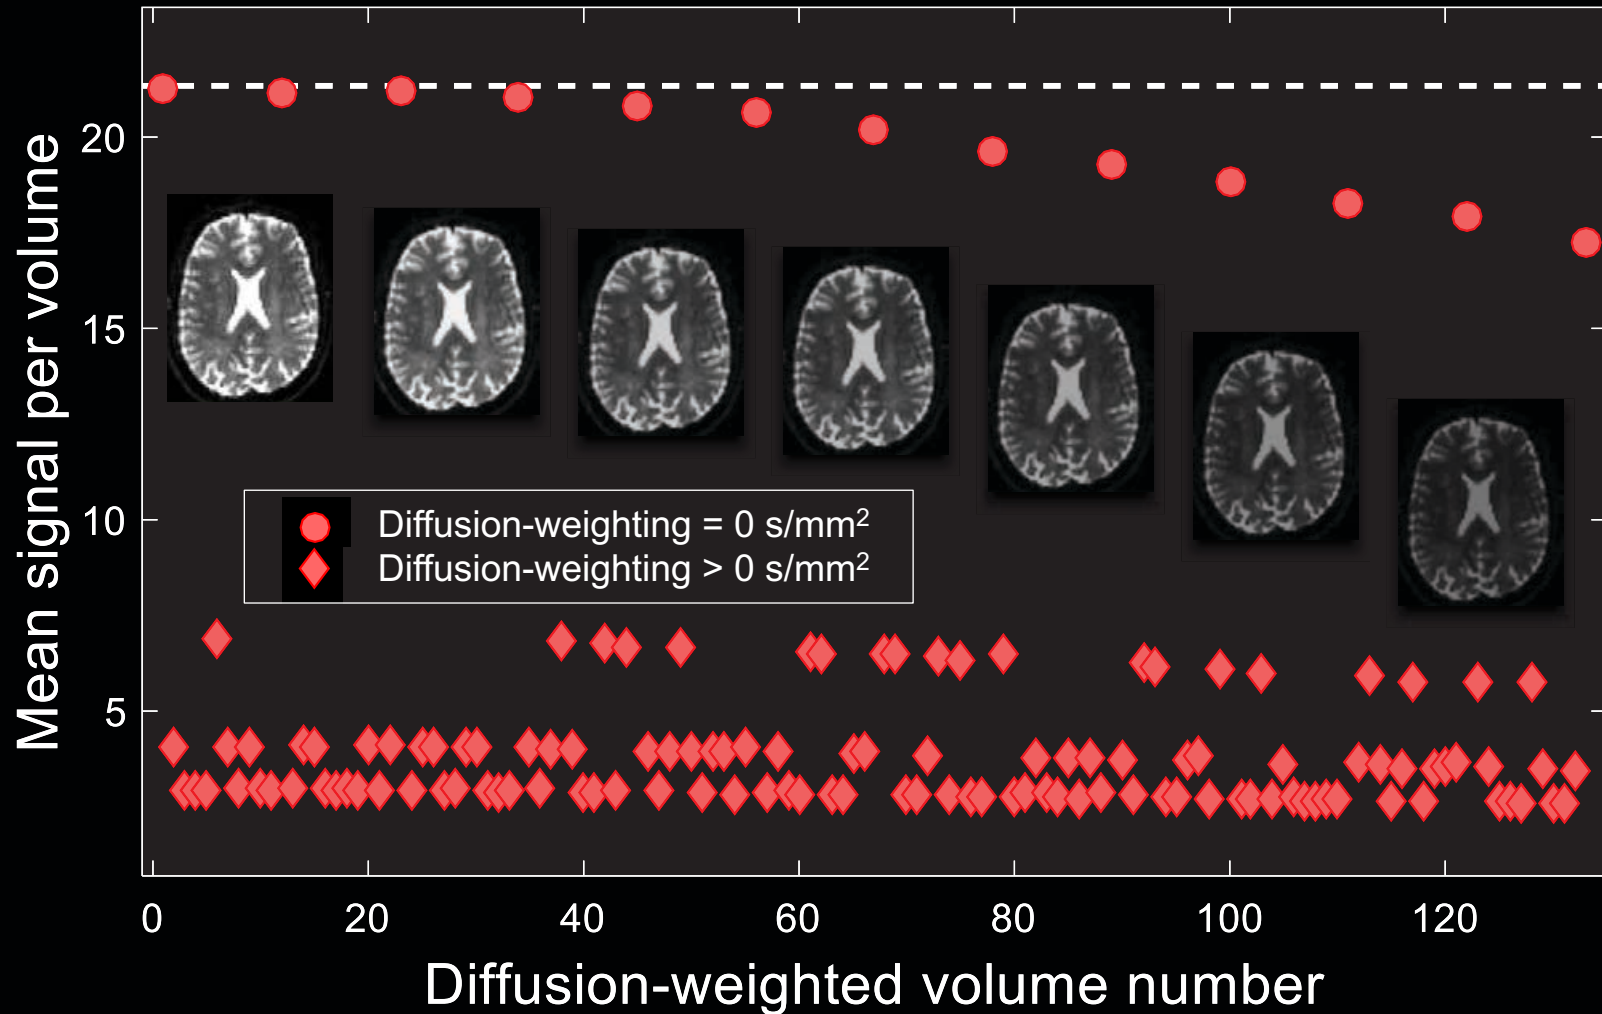 Mean signal per volume
20
15
10
5
Diffusion-weighting = 0 s/mm²
Diffusion-weighting > 0 s/mm²
0 20 40 60 80 100 120
Diffusion-weighted volume number